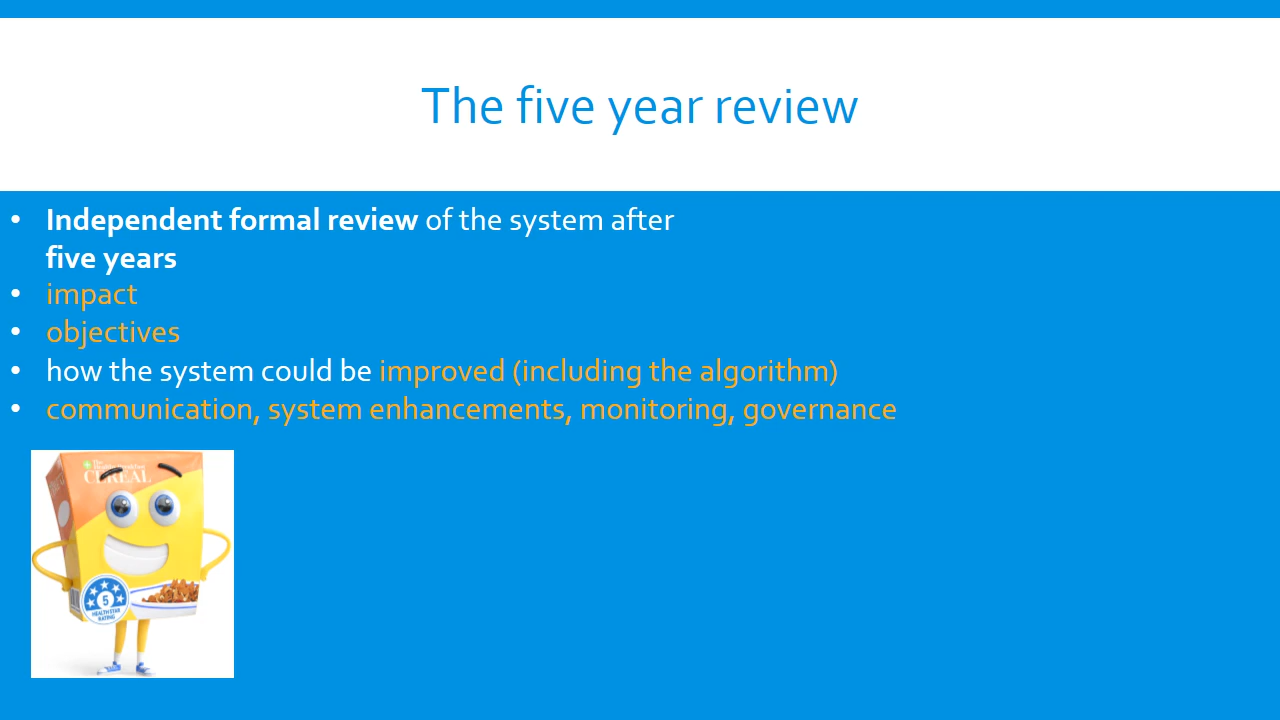 The five year review
• Independent formal review of the system after
five years
• impact
• objectives
• how the system could be improved (including the algorithm)
• communication, system enhancements, monitoring, governance
CEREAL
5
HEALTH STAR
RATING